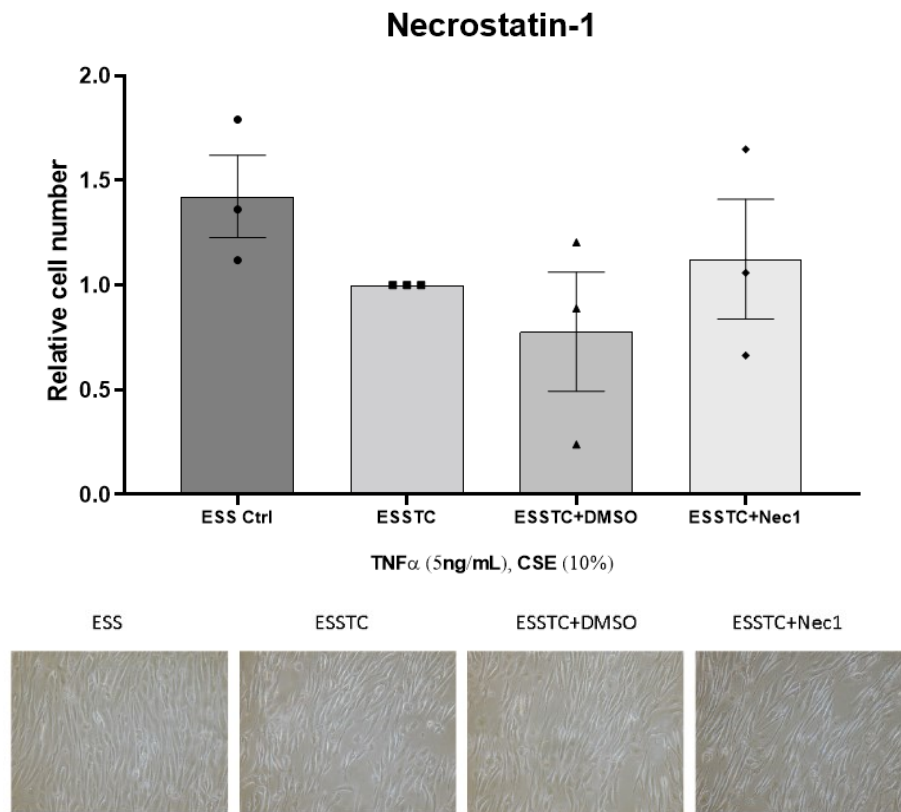 Necrostatin-1
2.0
1.5
1.0
0.5
0.0
Relative cell number
ESS Ctrl
ESSTC
ESSTC+DMSO
ESSTC+Nec1
TNFα (5ng/mL), CSE (10%)
ESS
ESSTC
ESSTC+DMSO
ESSTC+Nec1